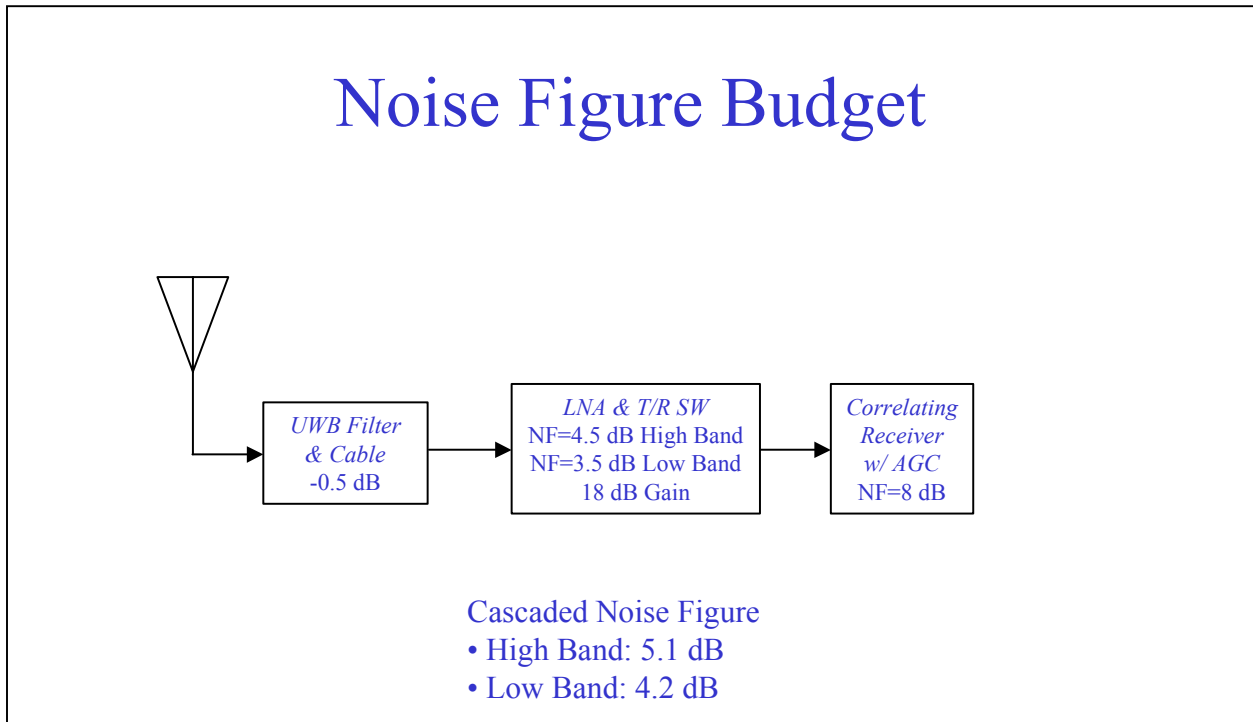 Noise Figure Budget
UWB Filter
& Cable
-0.5 dB
LNA & T/R SW
NF=4.5 dB High Band
NF=3.5 dB Low Band
18 dB Gain
Correlating
Receiver
w/ AGC
NF=8 dB
Cascaded Noise Figure
• High Band: 5.1 dB
• Low Band: 4.2 dB